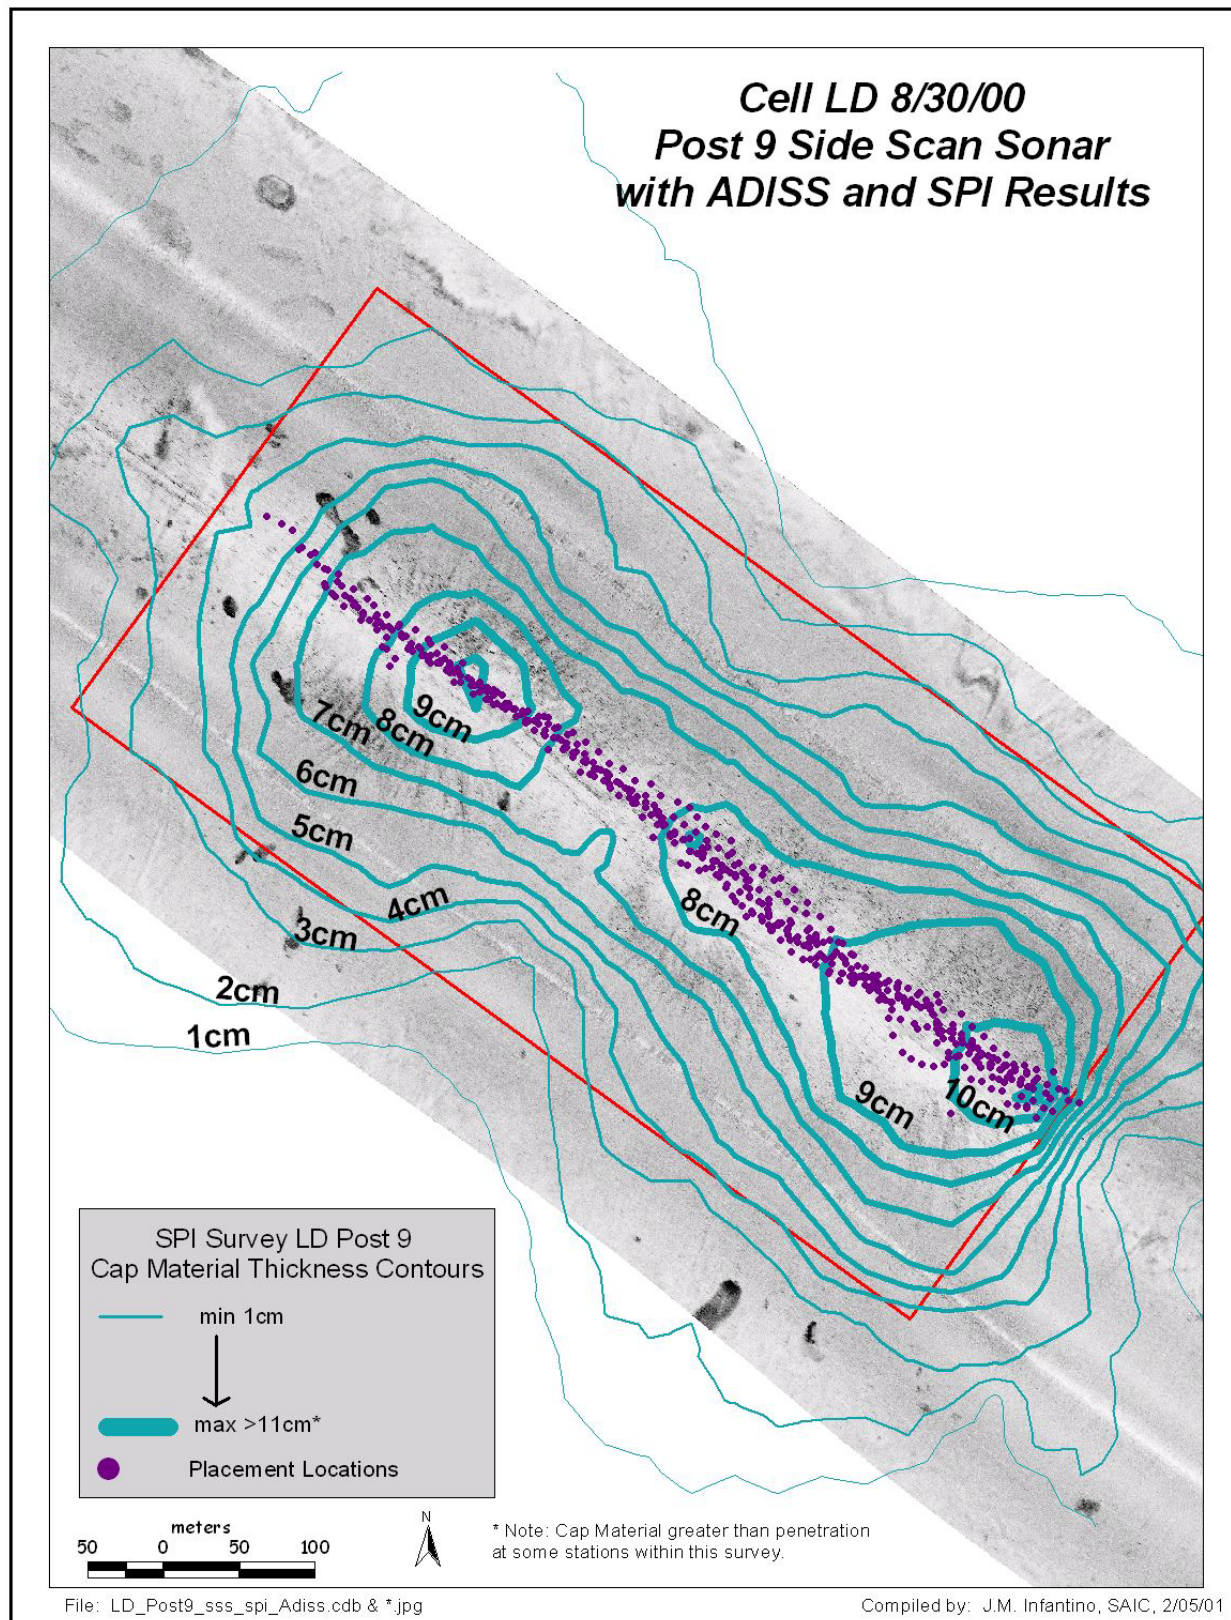 Cell LD 8/30/00
Post 9 Side Scan Sonar
with ADISS and SPI Results
9cm
8cm
7cm
6cm
5cm
4cm
3cm
2cm
1cm
8cm
9cm
10cm
SPI Survey LD Post 9
Cap Material Thickness Contours
min 1cm
max >11cm*
Placement Locations
meters
50 0 50 100
N
* Note: Cap Material greater than penetration
at some stations within this survey.
File: LD_Post9_sss_spi_Adiss.cdb & *.jpg
Compiled by: J.M. Infantino, SAIC, 2/05/01